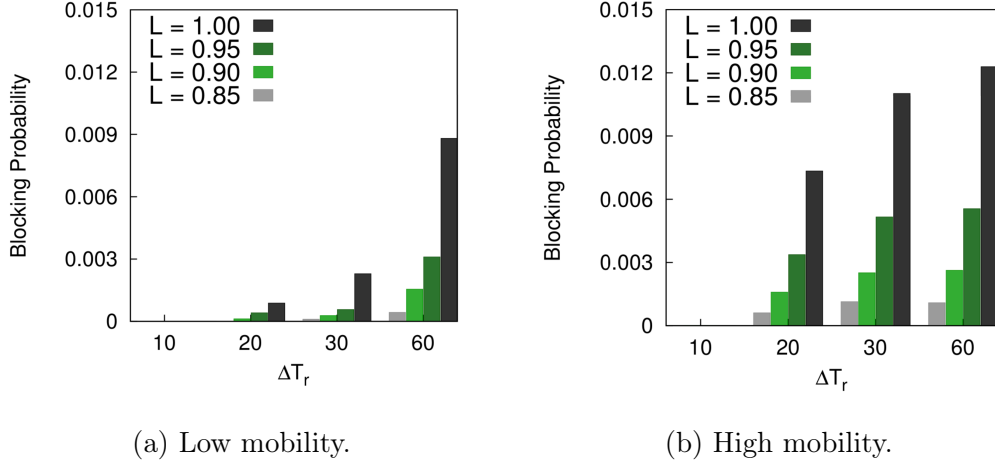 0.015
0.012
0.009
0.006
0.003
0
Blocking Probability
L = 1.00
L = 0.95
L = 0.90
L = 0.85
10 20 30 60
ΔTr
(a) Low mobility.
0.015
0.012
0.009
0.006
0.003
0
Blocking Probability
L = 1.00
L = 0.95
L = 0.90
L = 0.85
10 20 30 60
ΔTr
(b) High mobility.